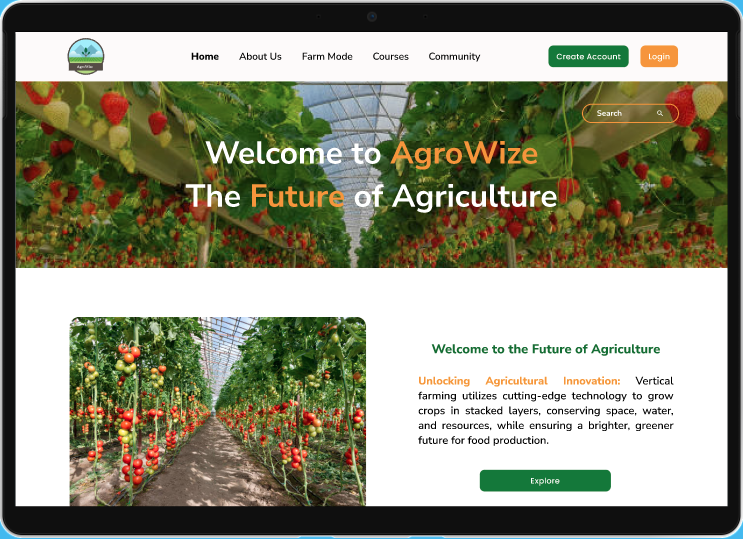 AgroWize
Home About Us Farm Mode Courses Community Create Account Login
Search
Welcome to AgroWize
The Future of Agriculture
Welcome to the Future of Agriculture
Unlocking Agricultural Innovation: Vertical
farming utilizes cutting-edge technology to grow
crops in stacked layers, conserving space, water,
and resources, while ensuring a brighter, greener
future for food production.
Explore